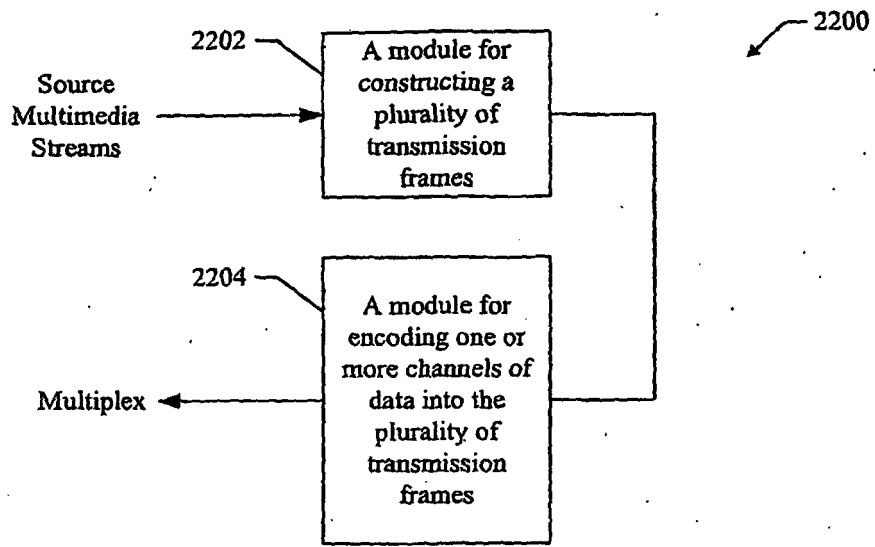 2200
2202
A module for
constructing a
plurality of
transmission
frames
Source
Multimedia
Streams
2204
A module for
encoding one or
more channels of
data into the
plurality of
transmission
frames
Multiplex